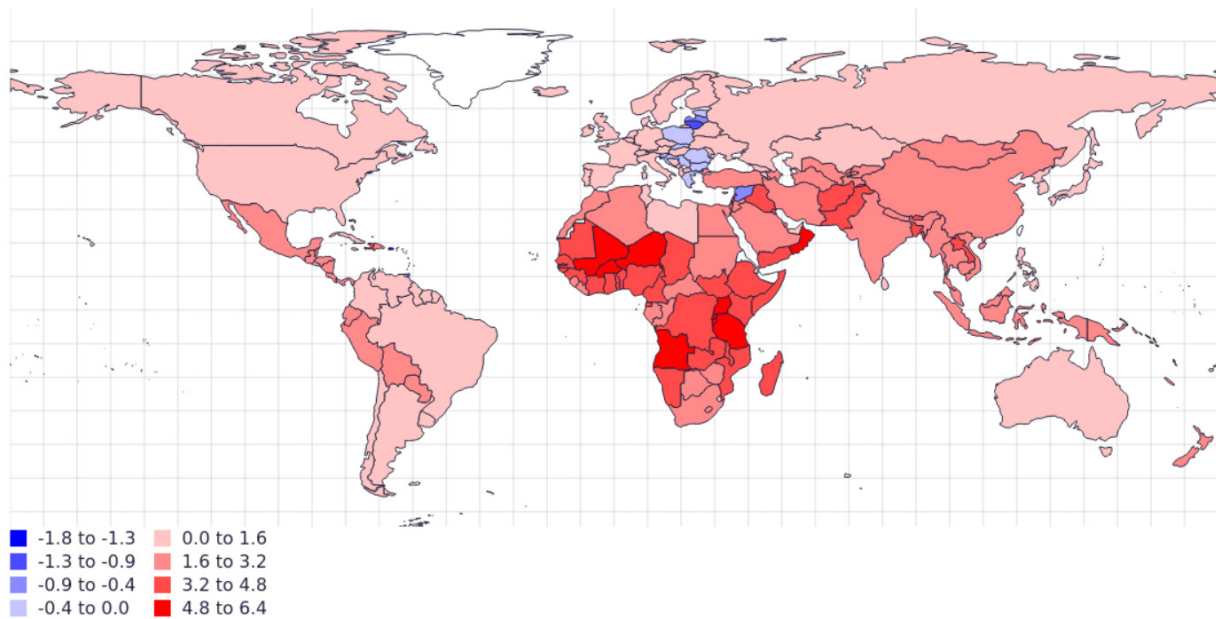 -1.8 to -1.3
-1.3 to -0.9
-0.9 to -0.4
-0.4 to 0.0
0.0 to 1.6
1.6 to 3.2
3.2 to 4.8
4.8 to 6.4